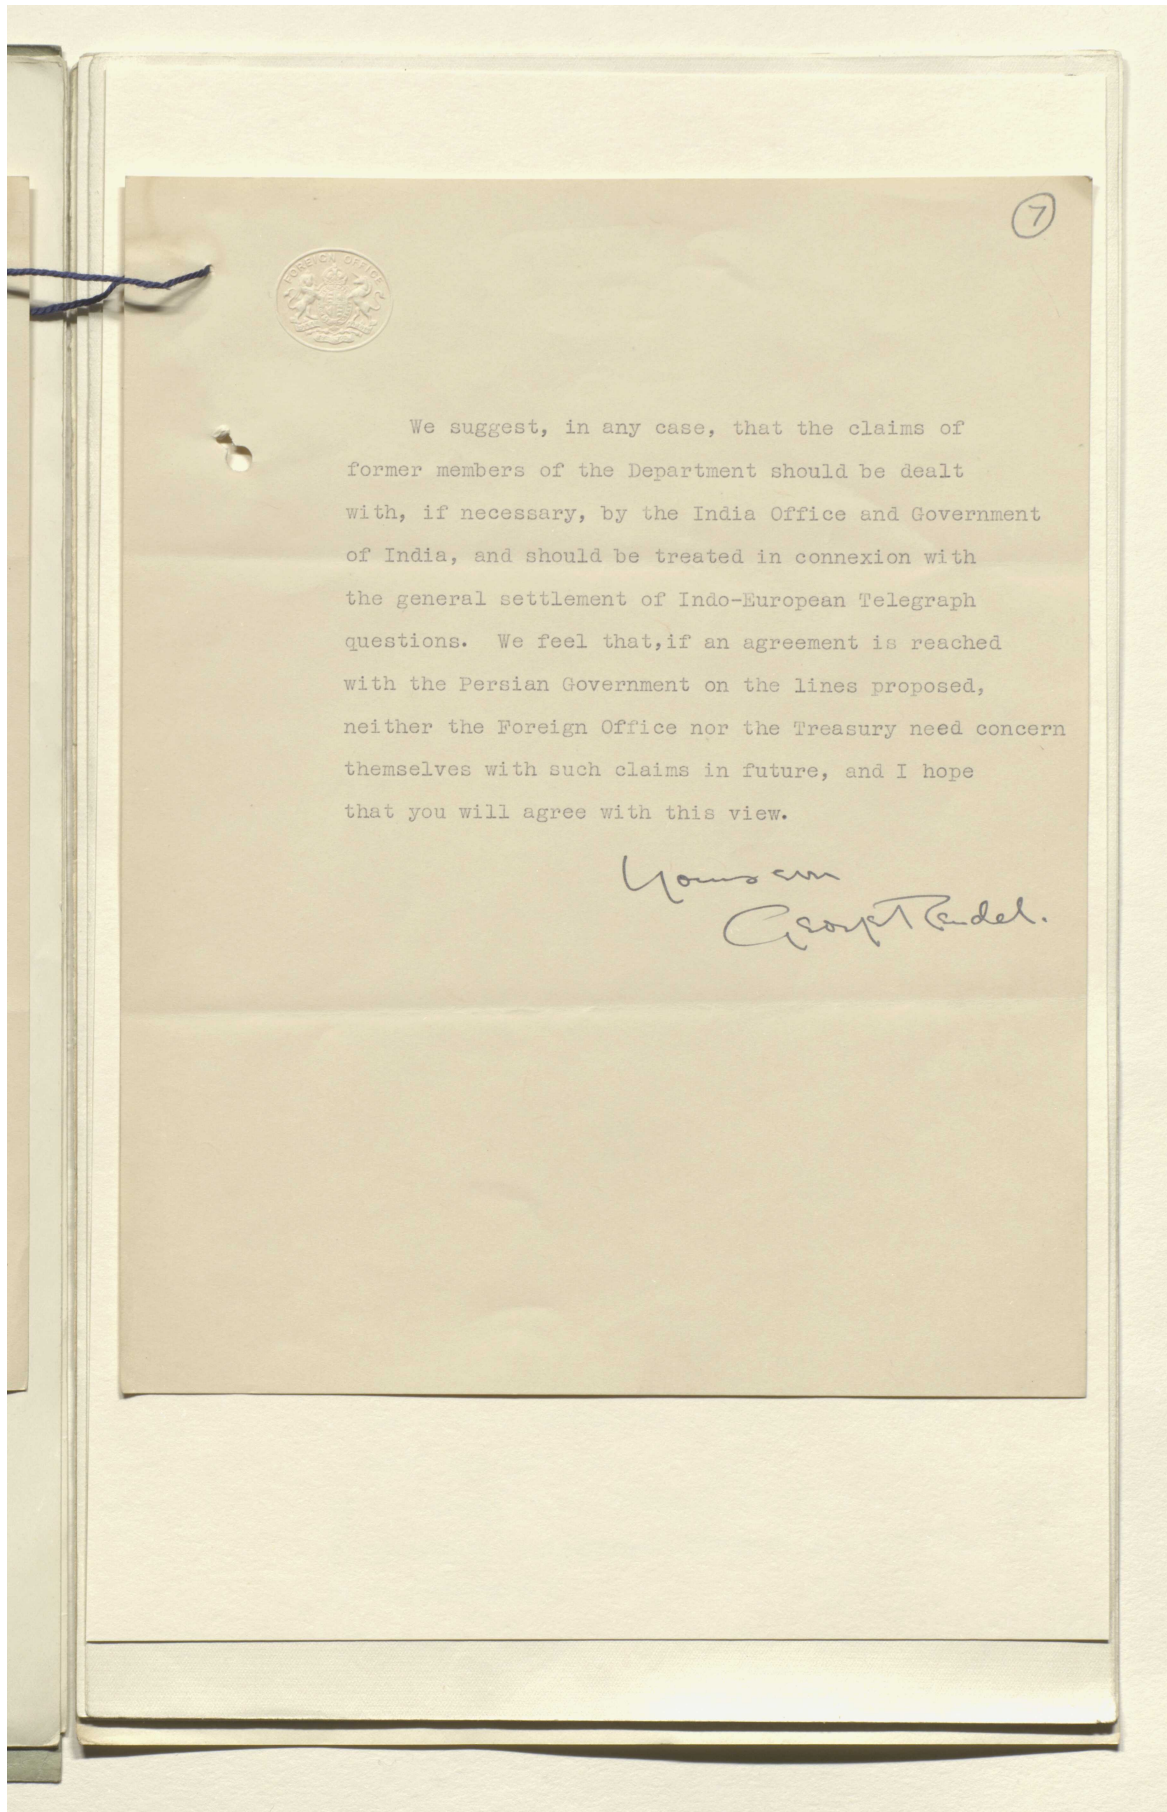 7
FOREIGN OFFICE
We suggest, in any case, that the claims of
former members of the Department should be dealt
with, if necessary, by the India Office and Government
of India, and should be treated in connexion with
the general settlement of Indo-European Telegraph
questions. We feel that,if an agreement is reached
with the Persian Government on the lines proposed,
neither the Foreign Office nor the Treasury need concern
themselves with such claims in future, and I hope
that you will agree with this view.
Yours ever
George Rendel.